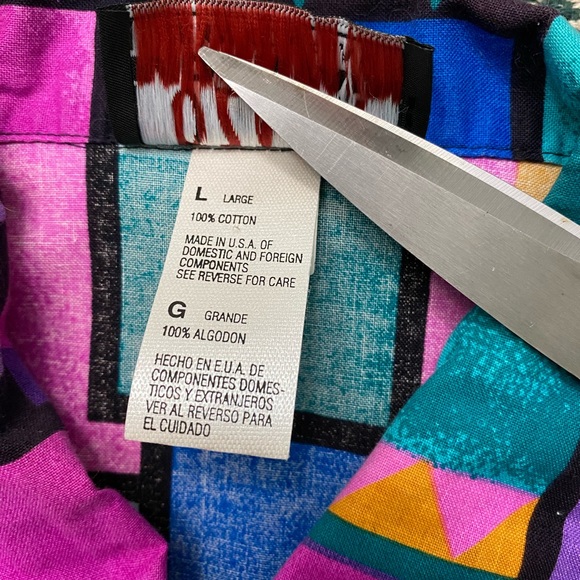 L LARGE
100% COTTON
MADE IN U.S.A. OF
DOMESTIC AND FOREIGN
COMPONENTS
SEE REVERSE FOR CARE
G GRANDE
100% ALGODON
HECHO EN E.U.A. DE
COMPONENTES DOMES-
TICOS Y EXTRANJEROS
VER AL REVERSO PARA
EL CUIDADO